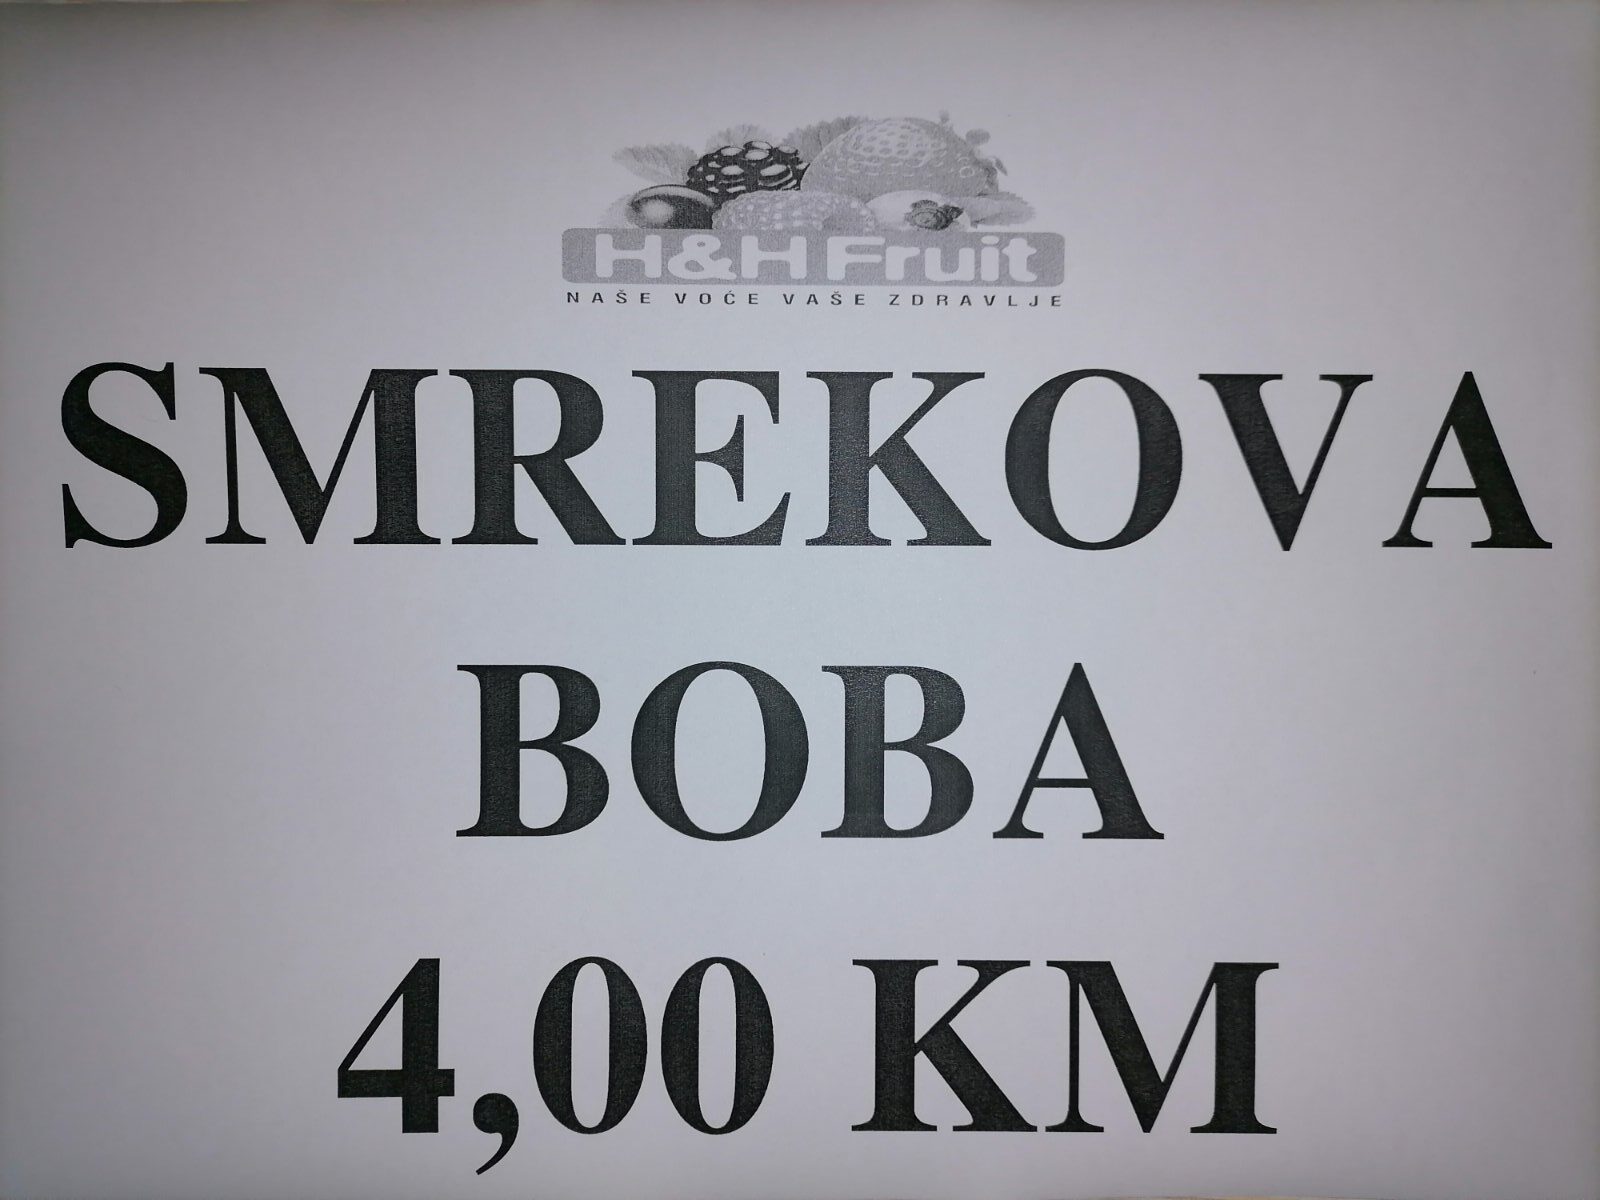 H&H Fruit
NAŠE VOĆE VAŠE ZDRAVLJE
SMREKOVA
BOBA
4,00 KM